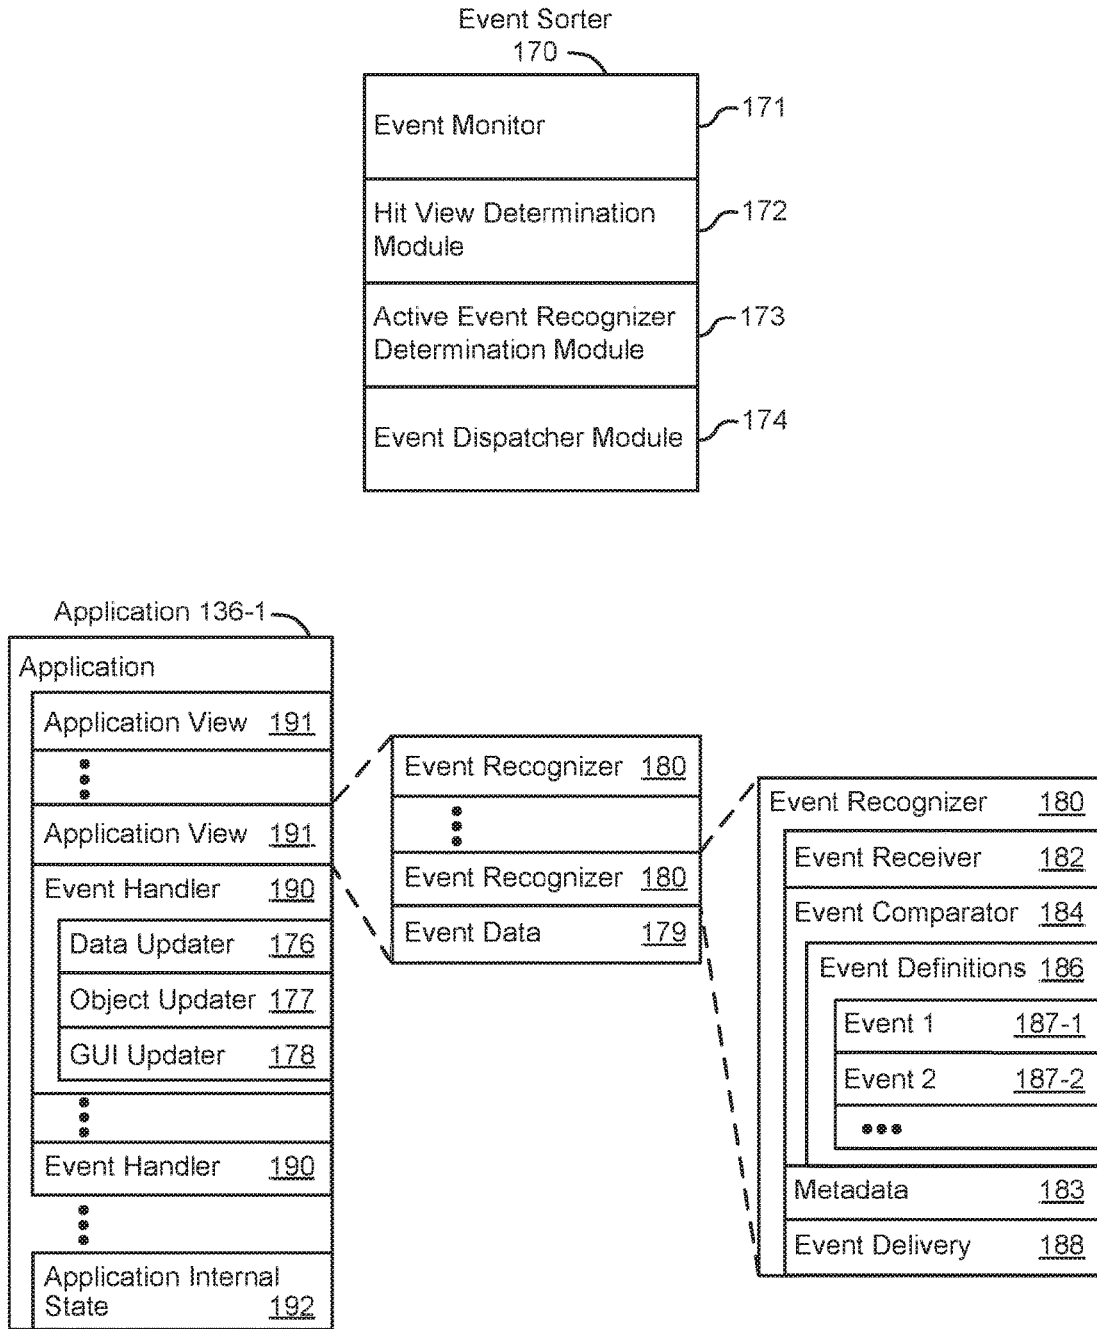 Event Sorter
170
Event Monitor
171
Hit View Determination
Module
172
Active Event Recognizer
Determination Module
173
Event Dispatcher Module
174
Application 136-1
Application
Application View 191
Application View 191
Event Handler 190
Data Updater 176
Object Updater 177
GUI Updater 178
Event Handler 190
Application Internal
State 192
Event Recognizer 180
Event Recognizer 180
Event Data 179
Event Recognizer 180
Event Receiver 182
Event Comparator 184
Event Definitions 186
Event 1 187-1
Event 2 187-2
Metadata 183
Event Delivery 188